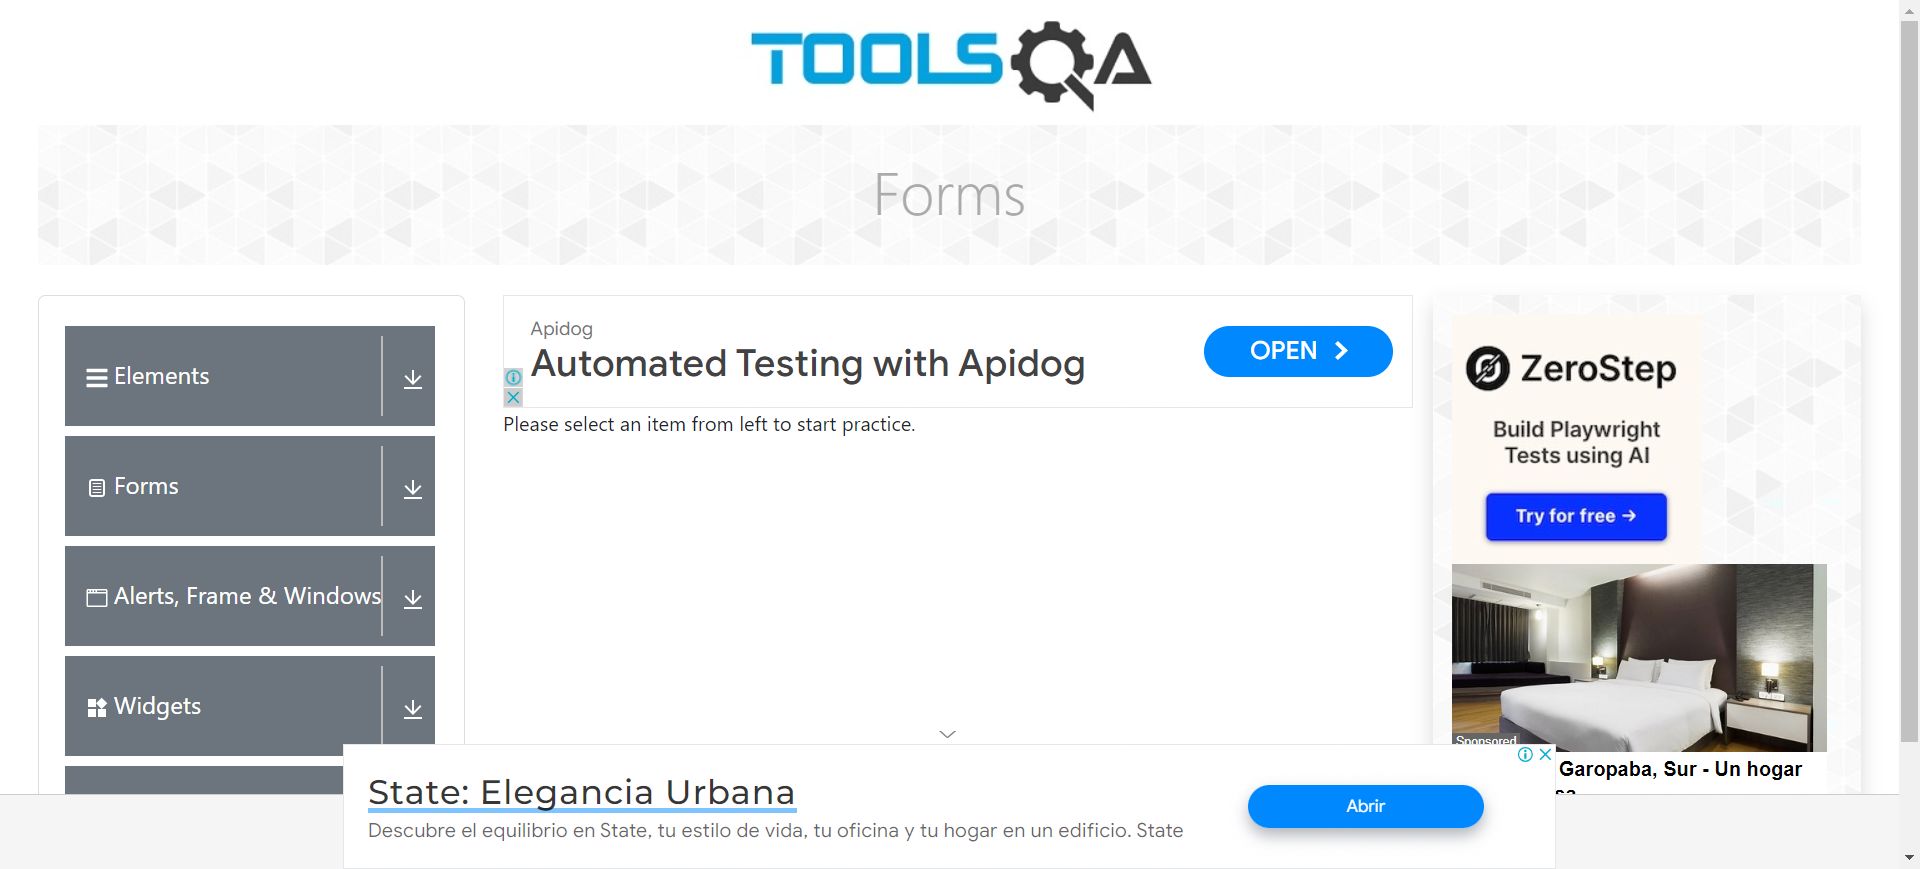 TOOLSQA
Forms
Elements
Forms
Alerts, Frame & Windows
Widgets
Apidog
Automated Testing with Apidog
OPEN
Please select an item from left to start practice.
ZeroStep
Build Playwright
Tests using AI
Try for free →
Sponsored
Garopaba, Sur - Un hogar
State: Elegancia Urbana
Descubre el equilibrio en State, tu estilo de vida, tu oficina y tu hogar en un edificio. State
Abrir